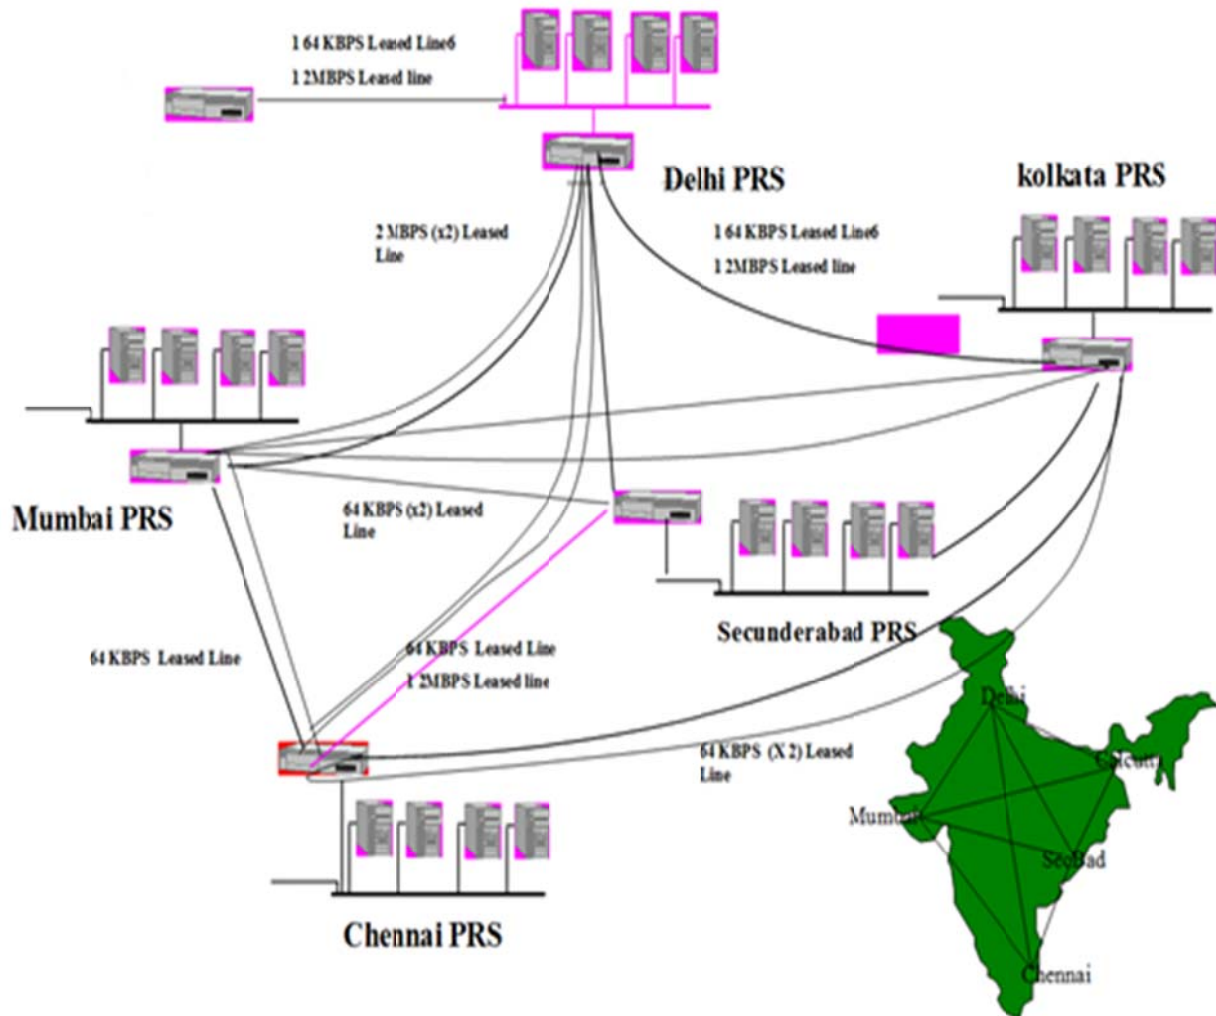 1 64 KBPS Leased Line6
1 2MBPS Leased line
Delhi PRS
kolkata PRS
2 MBPS (x2) Leased
Line
1 64 KBPS Leased Line6
1 2MBPS Leased line
Mumbai PRS
64 KBPS (x2) Leased
Line
Secunderabad PRS
64 KBPS Leased Line
64 KBPS Leased Line
1 2MBPS Leased line
64 KBPS (X 2) Leased
Line
Chennai PRS
Delhi
Calcutta
Mumbai
SecBad
Chennai